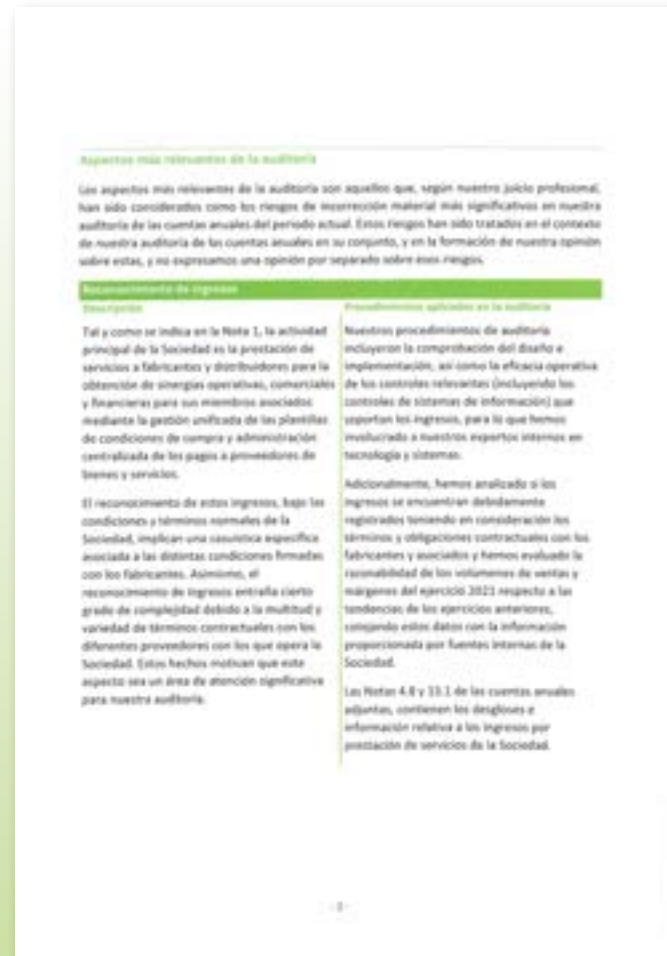 Aspectos más relevantes de la auditoría
Los aspectos más relevantes de la auditoría son aquellos que, según nuestro juicio profesional,
han sido considerados como los riesgos de incorrección material más significativos en nuestra
auditoría de las cuentas anuales del periodo actual. Estos riesgos han sido tratados en el contexto
de nuestra auditoría de las cuentas anuales en su conjunto, y en la formación de nuestra opinión
sobre estas, y no expresamos una opinión por separado sobre esos riesgos.
Reconocimiento de ingresos
Descripción
Tal y como se indica en la Nota 1, la actividad
principal de la Sociedad es la prestación de
servicios a fabricantes y distribuidores para la
obtención de sinergias operativas, comerciales
y financieras para sus miembros asociados
mediante la gestión unificada de las plantillas
de condiciones de compra y administración
centralizada de los pagos a proveedores de
bienes y servicios.
El reconocimiento de estos ingresos, bajo las
condiciones y términos normales de la
Sociedad, implican una casuística específica
asociada a las distintas condiciones firmadas
con los fabricantes. Asimismo, el
reconocimiento de ingresos entraña cierto
grado de complejidad debido a la multitud y
variedad de términos contractuales con los
diferentes proveedores con los que opera la
Sociedad. Estos hechos motivan que este
aspecto sea un área de atención significativa
para nuestra auditoría.
Procedimientos aplicados en la auditoría
Nuestros procedimientos de auditoría
incluyeron la comprobación del diseño e
implementación, así como la eficacia operativa
de los controles relevantes (incluyendo los
controles de sistemas de información) que
soportan los ingresos, para lo que hemos
involucrado a nuestros expertos internos en
tecnología y sistemas.
Adicionalmente, hemos analizado si los
ingresos se encuentran debidamente
registrados teniendo en consideración los
términos y obligaciones contractuales con los
fabricantes y asociados y hemos evaluado la
razonabilidad de los volúmenes de ventas y
márgenes del ejercicio 2021 respecto a las
tendencias de los ejercicios anteriores,
cotejando estos datos con la información
proporcionada por fuentes internas de la
Sociedad.
Las Notas 4.8 y 13.1 de las cuentas anuales
adjuntas, contienen los desgloses e
información relativa a los ingresos por
prestación de servicios de la Sociedad.